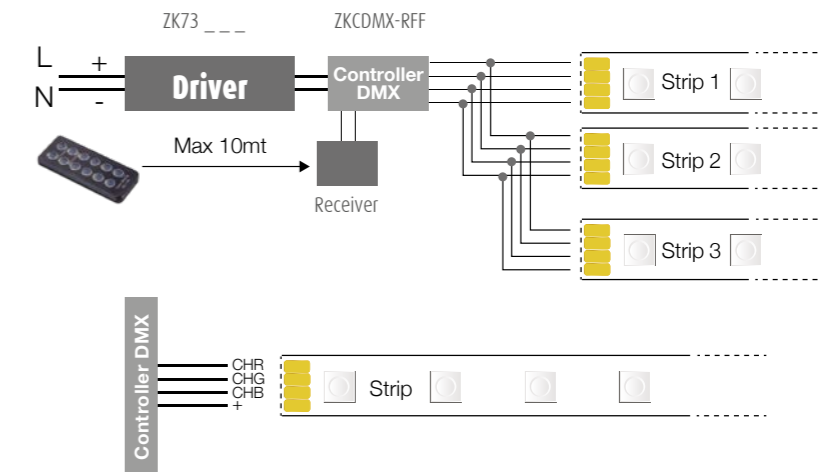 ZK73 _ _ _
ZKCDMX-RFF
L
+
N
-
Driver
Controller
DMX
Max 10mt
Receiver
Strip 1
Strip 2
Strip 3
Controller DMX
CHR
CHG
CHB
+
Strip